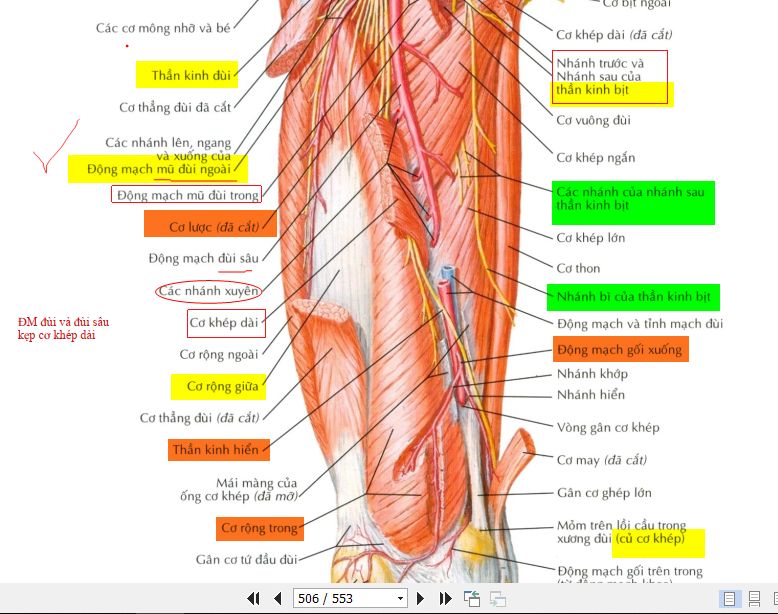 Các cơ mông nhỡ và bé
Thần kinh đùi
Cơ thẳng đùi đã cắt
Các nhánh lên, ngang
và xuống của
Động mạch mũ đùi ngoài
Động mạch mũ đùi trong
Cơ lược (đã cắt)
Động mạch đùi sâu
Các nhánh xuyên
Cơ khép dài
Cơ rộng ngoài
Cơ rộng giữa
Cơ thẳng đùi (đã cắt)
Thần kinh hiển
Mái màng của
ống cơ khép (đã mở)
Cơ rộng trong
Gân cơ tứ đầu đùi
ĐM đùi và đùi sâu
kẹp cơ khép dài
Cơ bịt ngoài
Cơ khép dài (đã cắt)
Nhánh trước và
Nhánh sau của
thần kinh bịt
Cơ vuông đùi
Cơ khép ngắn
Các nhánh của nhánh sau
thần kinh bịt
Cơ khép lớn
Cơ thon
Nhánh bì của thần kinh bịt
Động mạch và tỉnh mạch đùi
Động mạch gối xuống
Nhánh khớp
Nhánh hiển
Vòng gân cơ khép
Cơ may (đã cắt)
Gân cơ ghép lớn
Mỏm trên lồi cầu trong
xương đùi (củ cơ khép)
Động mạch gối trên trong
(từ động mạch khoeo)
506 / 553